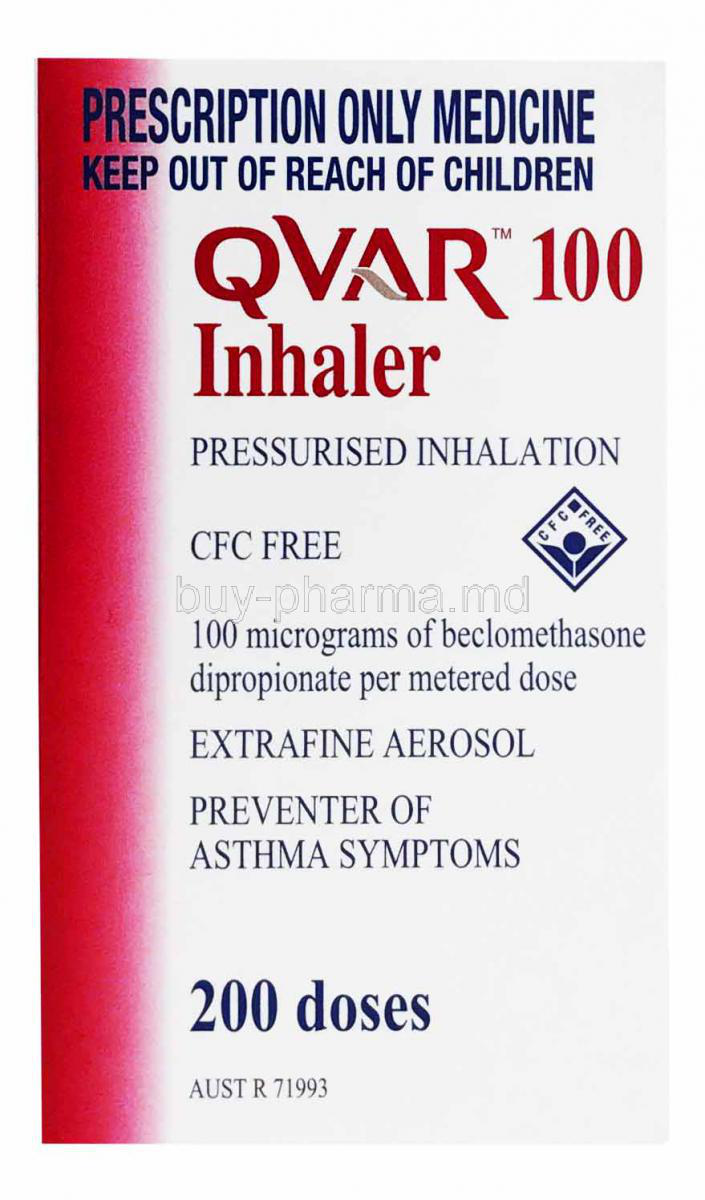 PRESCRIPTION ONLY MEDICINE
KEEP OUT OF REACH OF CHILDREN
QVAR™ 100
Inhaler
PRESSURISED INHALATION
CFC FREE
CFC FREE
buy-pharma.md
100 micrograms of beclomethasone
dipropionate per metered dose
EXTRAFINE AEROSOL
PREVENTER OF
ASTHMA SYMPTOMS
200 doses
AUST R 71993